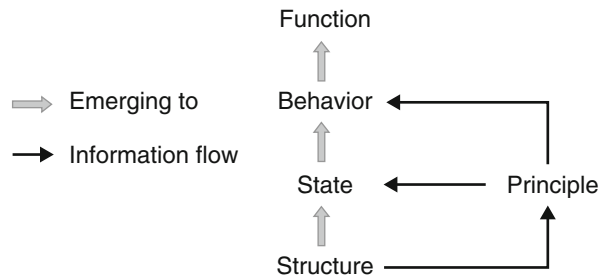 Function
Emerging to
Behavior
Information flow
State
Principle
Structure